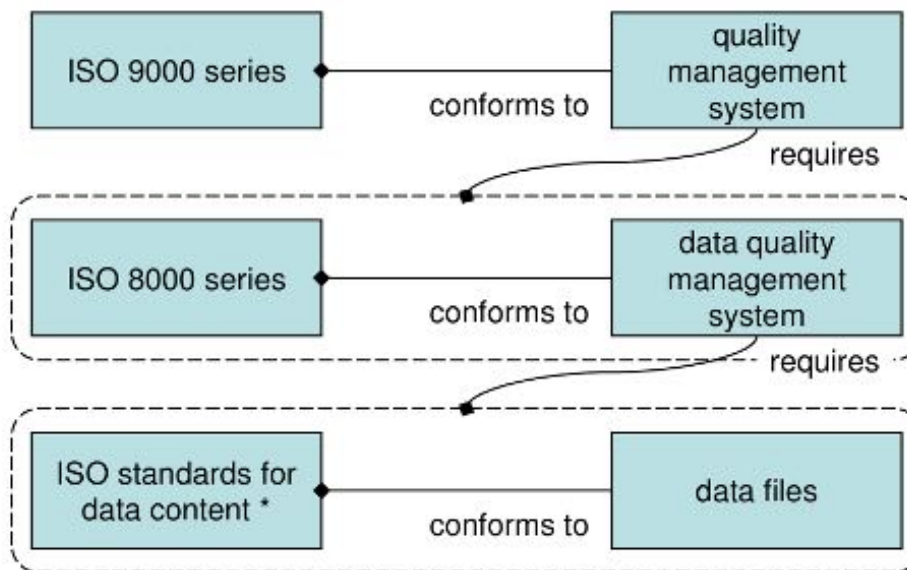 ISO 9000 series
quality
management
system
conforms to
requires
ISO 8000 series
data quality
management
system
conforms to
requires
ISO standards for
data content *
data files
conforms to